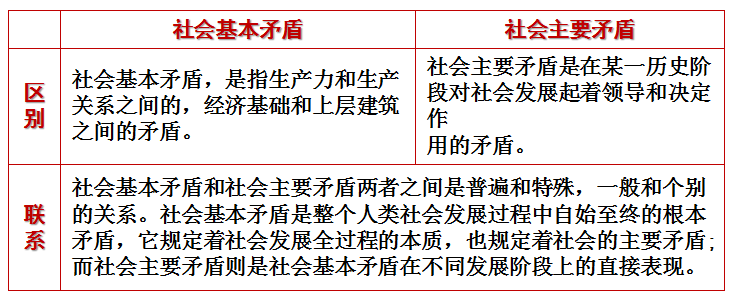 社会基本矛盾
社会主要矛盾
区别
社会基本矛盾，是指生产力和生产
关系之间的，经济基础和上层建筑
之间的矛盾。
社会主要矛盾是在某一历史阶
段对社会发展起着领导和决定
作
用的矛盾。
联系
社会基本矛盾和社会主要矛盾两者之间是普遍和特殊，一般和个别
的关系。社会基本矛盾是整个人类社会发展过程中自始至终的根本
矛盾，它规定着社会发展全过程的本质，也规定着社会的主要矛盾；
而社会主要矛盾则是社会基本矛盾在不同发展阶段上的直接表现。